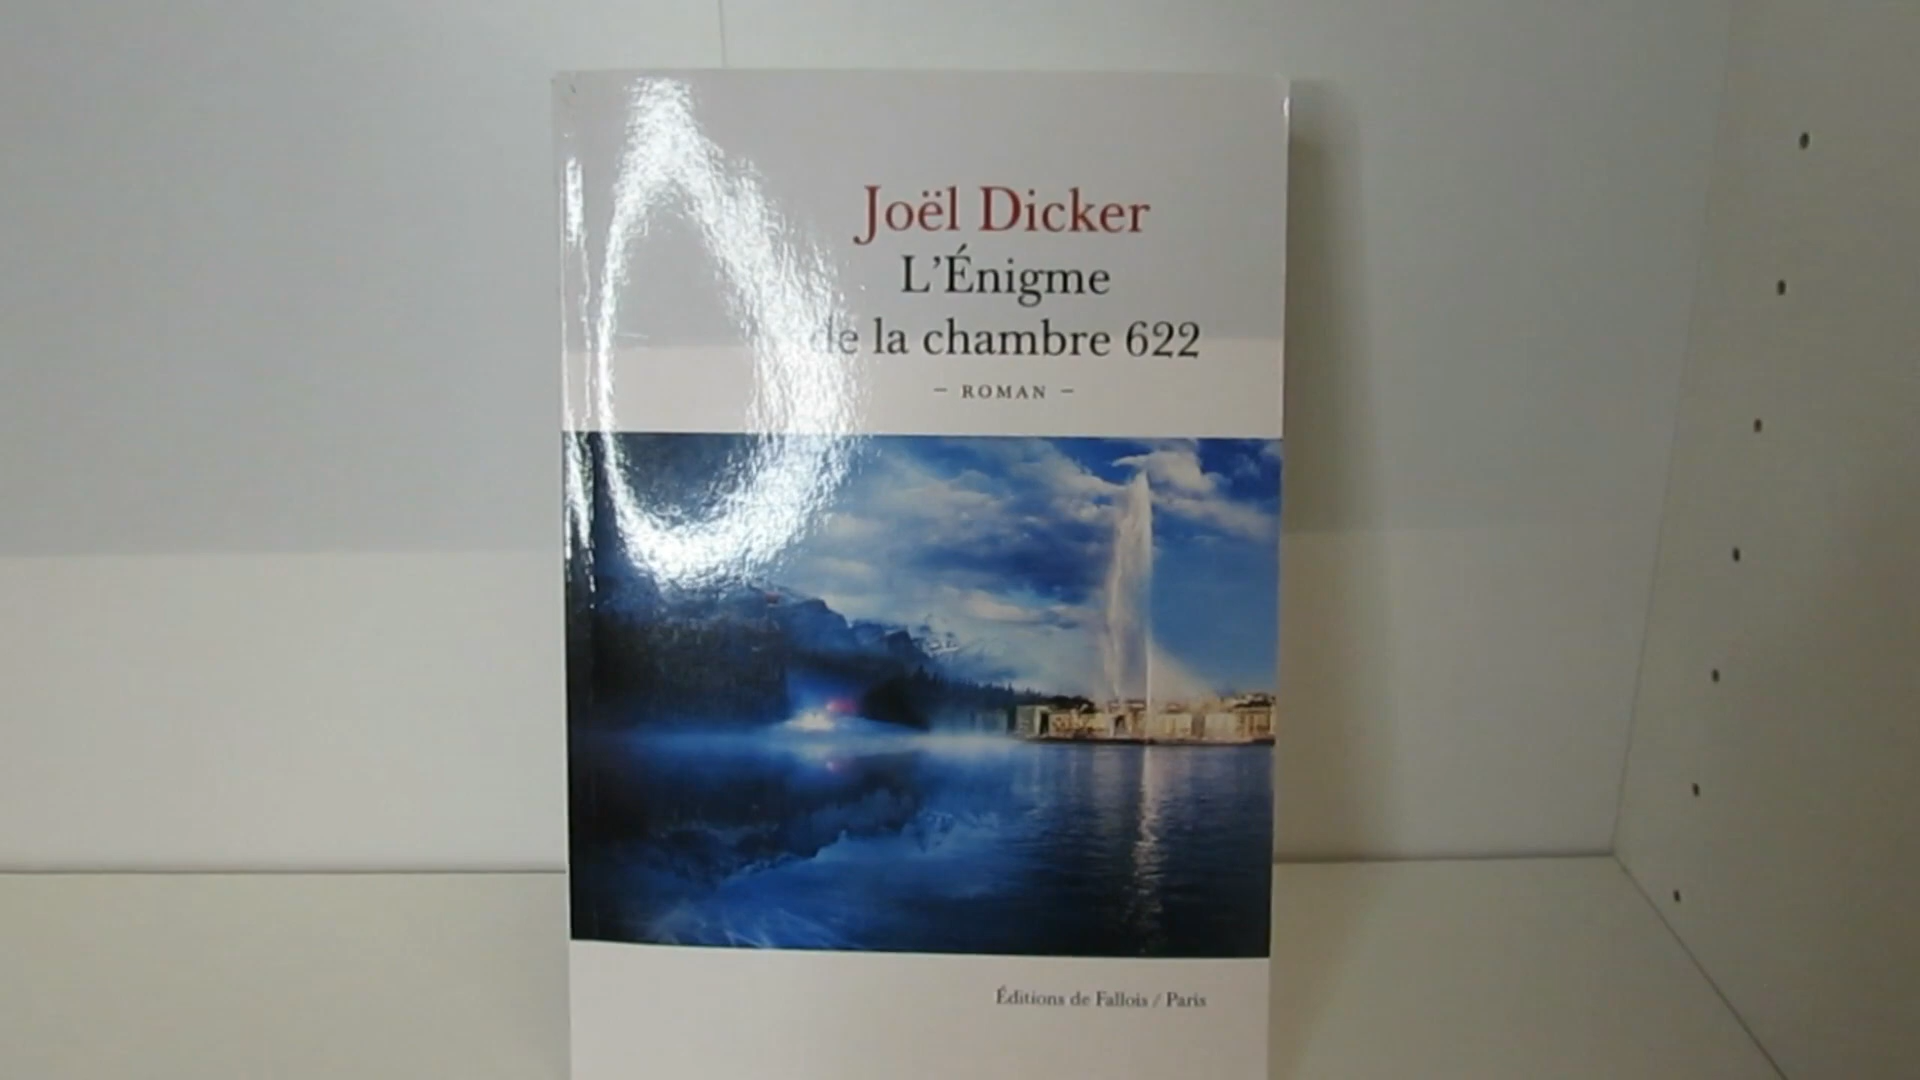 Joël Dicker
L'Énigme
de la chambre 622
– ROMAN –
Éditions de Fallois / Paris